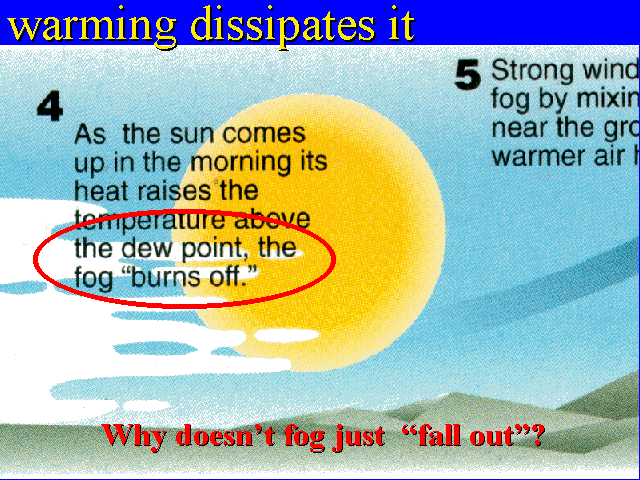 warming dissipates it
4
As the sun comes
up in the morning its
heat raises the
temperature above
the dew point, the
fog “burns off.”
5
Strong wind
fog by mixin
near the gro
warmer air h
Why doesn’t fog just “fall out”?